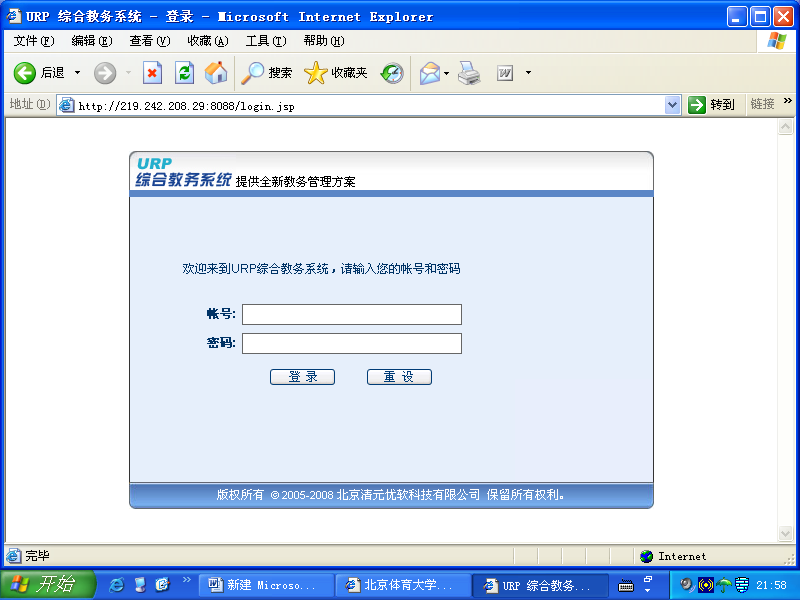 URP 综合教务系统 - 登录 - Microsoft Internet Explorer
文件(F) 编辑(E) 查看(V) 收藏(A) 工具(T) 帮助(H)
后退 搜索 收藏夹
地址(D) http://219.242.208.29:8088/login.jsp 转到 链接 »
URP
综合教务系统 提供全新教务管理方案
欢迎来到URP综合教务系统，请输入您的帐号和密码
帐号:
密码:
登 录 重 设
版权所有 ©2005-2008 北京清元优软科技有限公司 保留所有权利。
完毕 Internet
开始 » 新建 Microso... 北京体育大学... URP 综合教务... 21:58